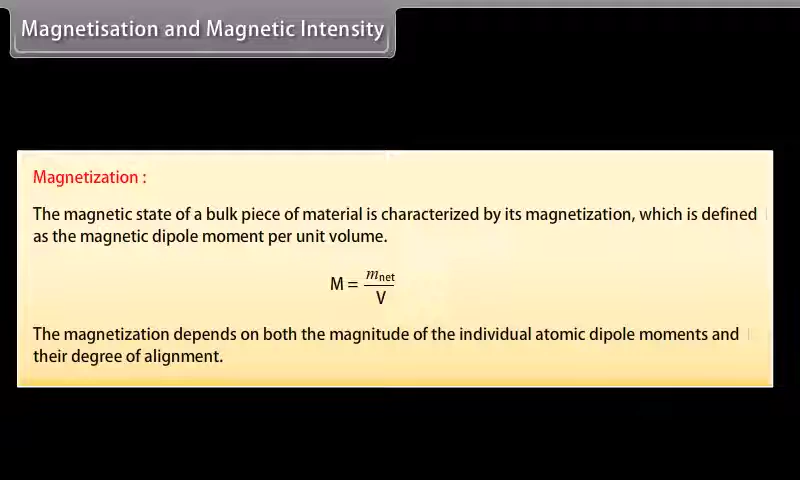 Magnetisation and Magnetic Intensity
Magnetization :
The magnetic state of a bulk piece of material is characterized by its magnetization, which is defined
as the magnetic dipole moment per unit volume.
M = m_net / V
The magnetization depends on both the magnitude of the individual atomic dipole moments and
their degree of alignment.